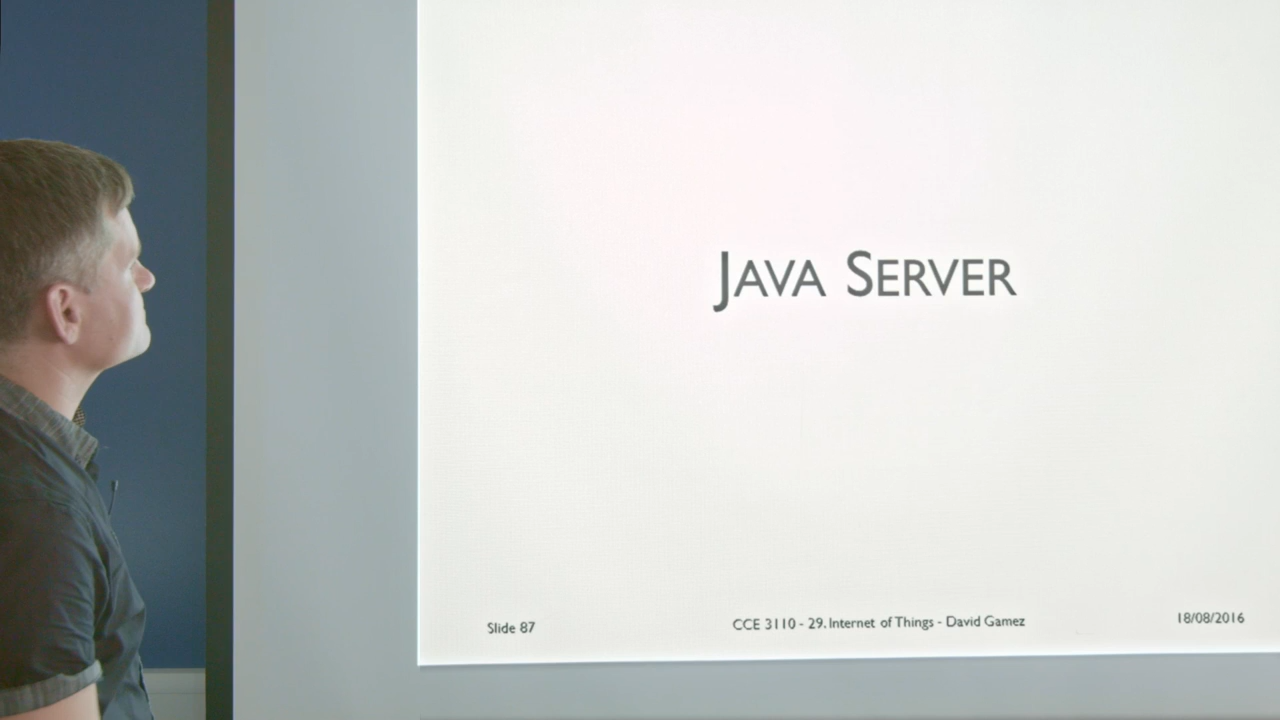 JAVA SERVER
Slide 87
CCE 3110 - 29. Internet of Things - David Gamez
18/08/2016